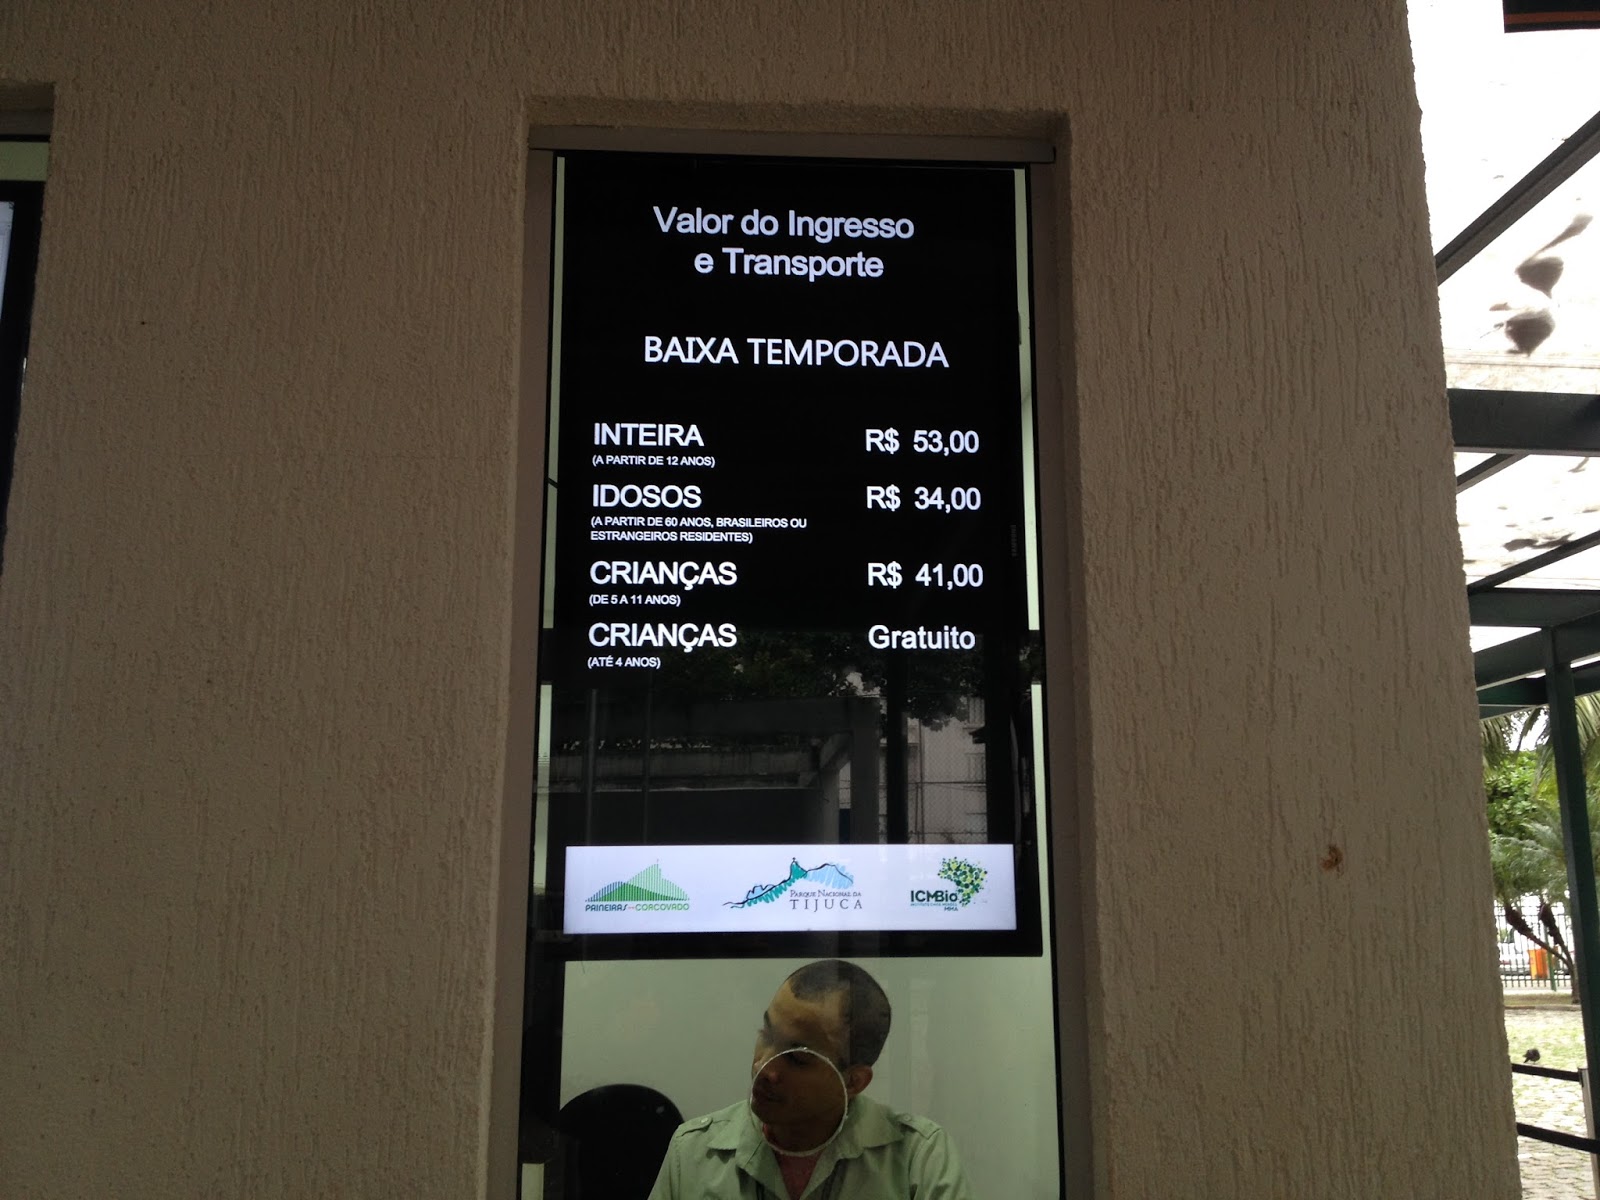 Valor do Ingresso
e Transporte
BAIXA TEMPORADA
INTEIRA R$ 53,00
(A PARTIR DE 12 ANOS)
IDOSOS R$ 34,00
(A PARTIR DE 60 ANOS, BRASILEIROS OU
ESTRANGEIROS RESIDENTES)
CRIANÇAS R$ 41,00
(DE 5 A 11 ANOS)
CRIANÇAS Gratuito
(ATÉ 4 ANOS)
PAINEIRAS CORCOVADO
PARQUE NACIONAL DA
TIJUCA
ICMBio
MMA